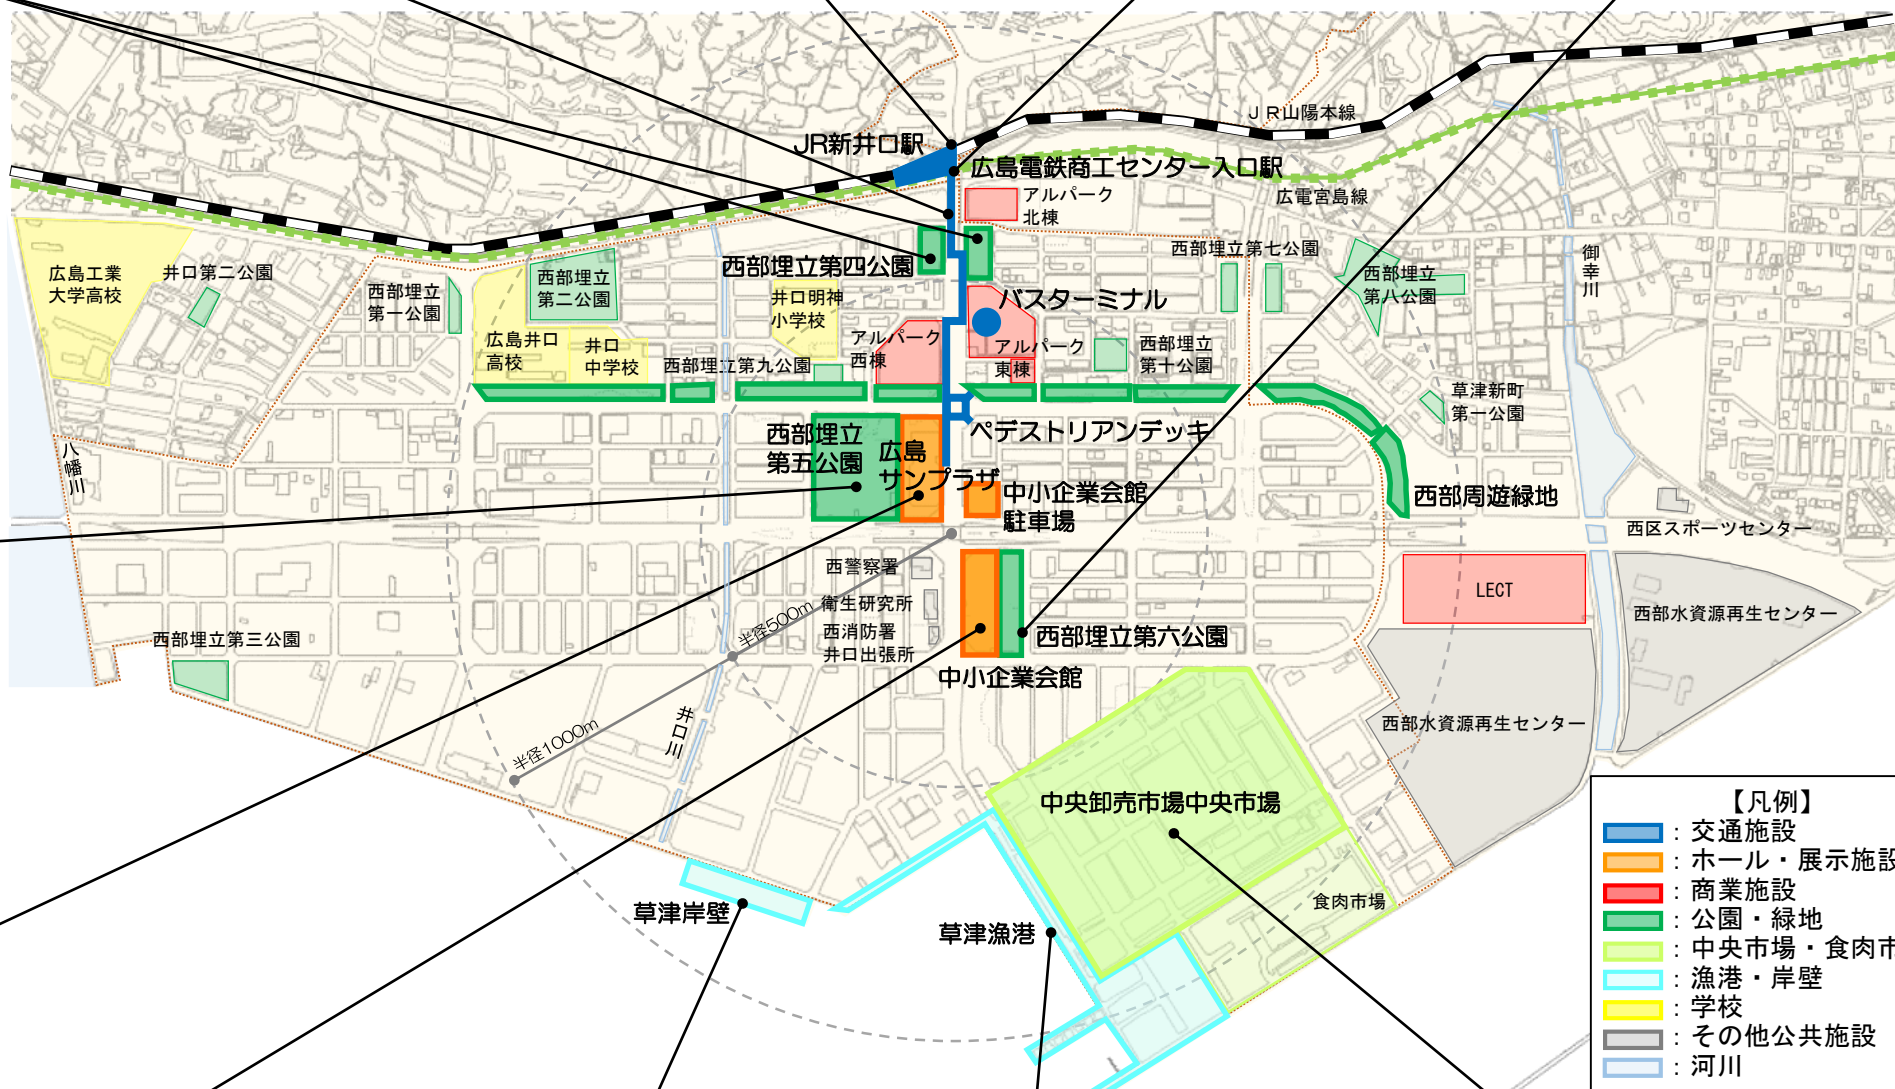 JR山陽本線
JR新井口駅
広島電鉄商工センター入口駅
広電宮島線
アルパーク
北棟
広島工業
大学高校
井口第二公園
西部埋立
第一公園
西部埋立
第二公園
西部埋立第四公園
井口明神
小学校
バスターミナル
西部埋立第七公園
西部埋立
第八公園
御幸川
広島井口
高校
井口
中学校
西部埋立第九公園
アルパーク
西棟
アルパーク
東棟
西部埋立
第十公園
草津新町
第一公園
八幡川
西部埋立
第五公園
広島
サンプラザ
ペデストリアンデッキ
中小企業会館
駐車場
西部周遊緑地
西区スポーツセンター
西警察署
衛生研究所
西消防署
井口出張所
半径500m
LECT
西部水資源再生センター
西部埋立第三公園
西部埋立第六公園
中小企業会館
半径1000m
井口川
西部水資源再生センター
中央卸売市場中央市場
食肉市場
草津岸壁
草津漁港
【凡例】
：交通施設
：ホール・展示施設
：商業施設
：公園・緑地
：中央市場・食肉市
：漁港・岸壁
：学校
：その他公共施設
：河川